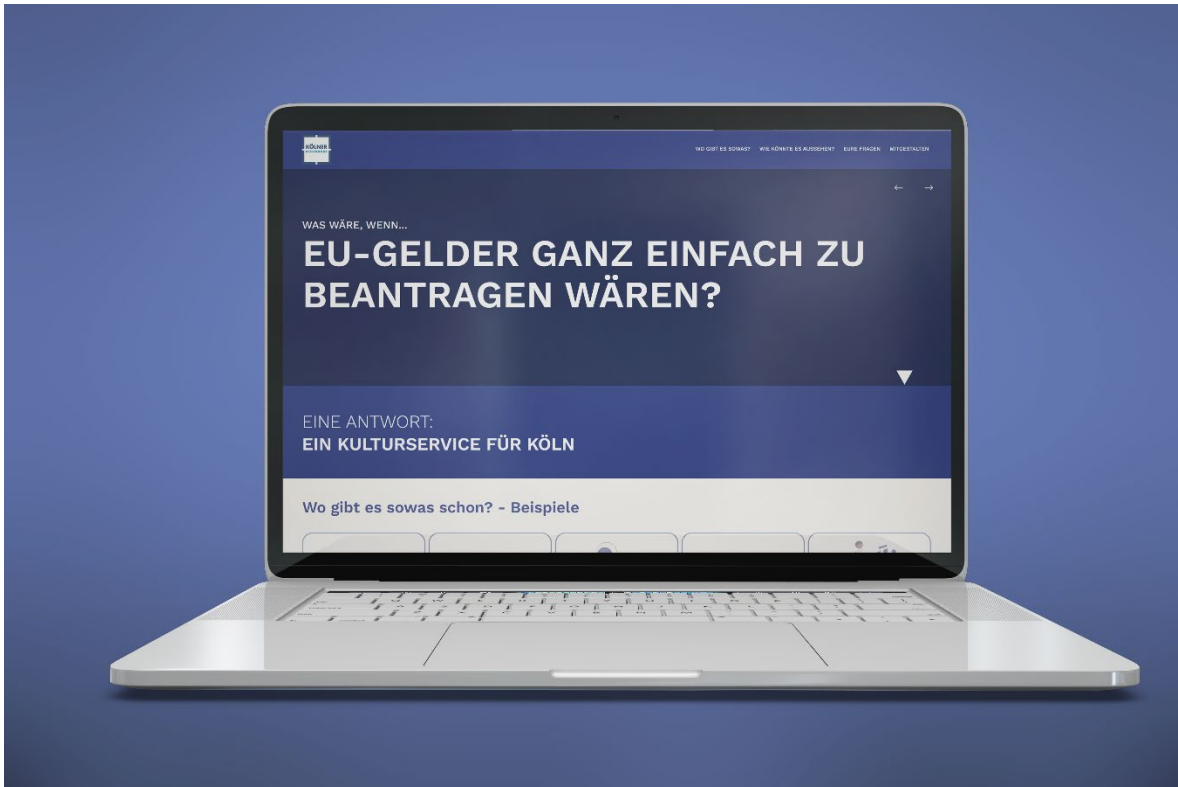 KÖLNER
WO GIBT ES SOWAS? WIE KÖNNTE ES AUSSEHEN? EURE FRAGEN MITGESTALTEN
WAS WÄRE, WENN...
EU-GELDER GANZ EINFACH ZU
BEANTRAGEN WÄREN?
EINE ANTWORT:
EIN KULTURSERVICE FÜR KÖLN
Wo gibt es sowas schon? - Beispiele